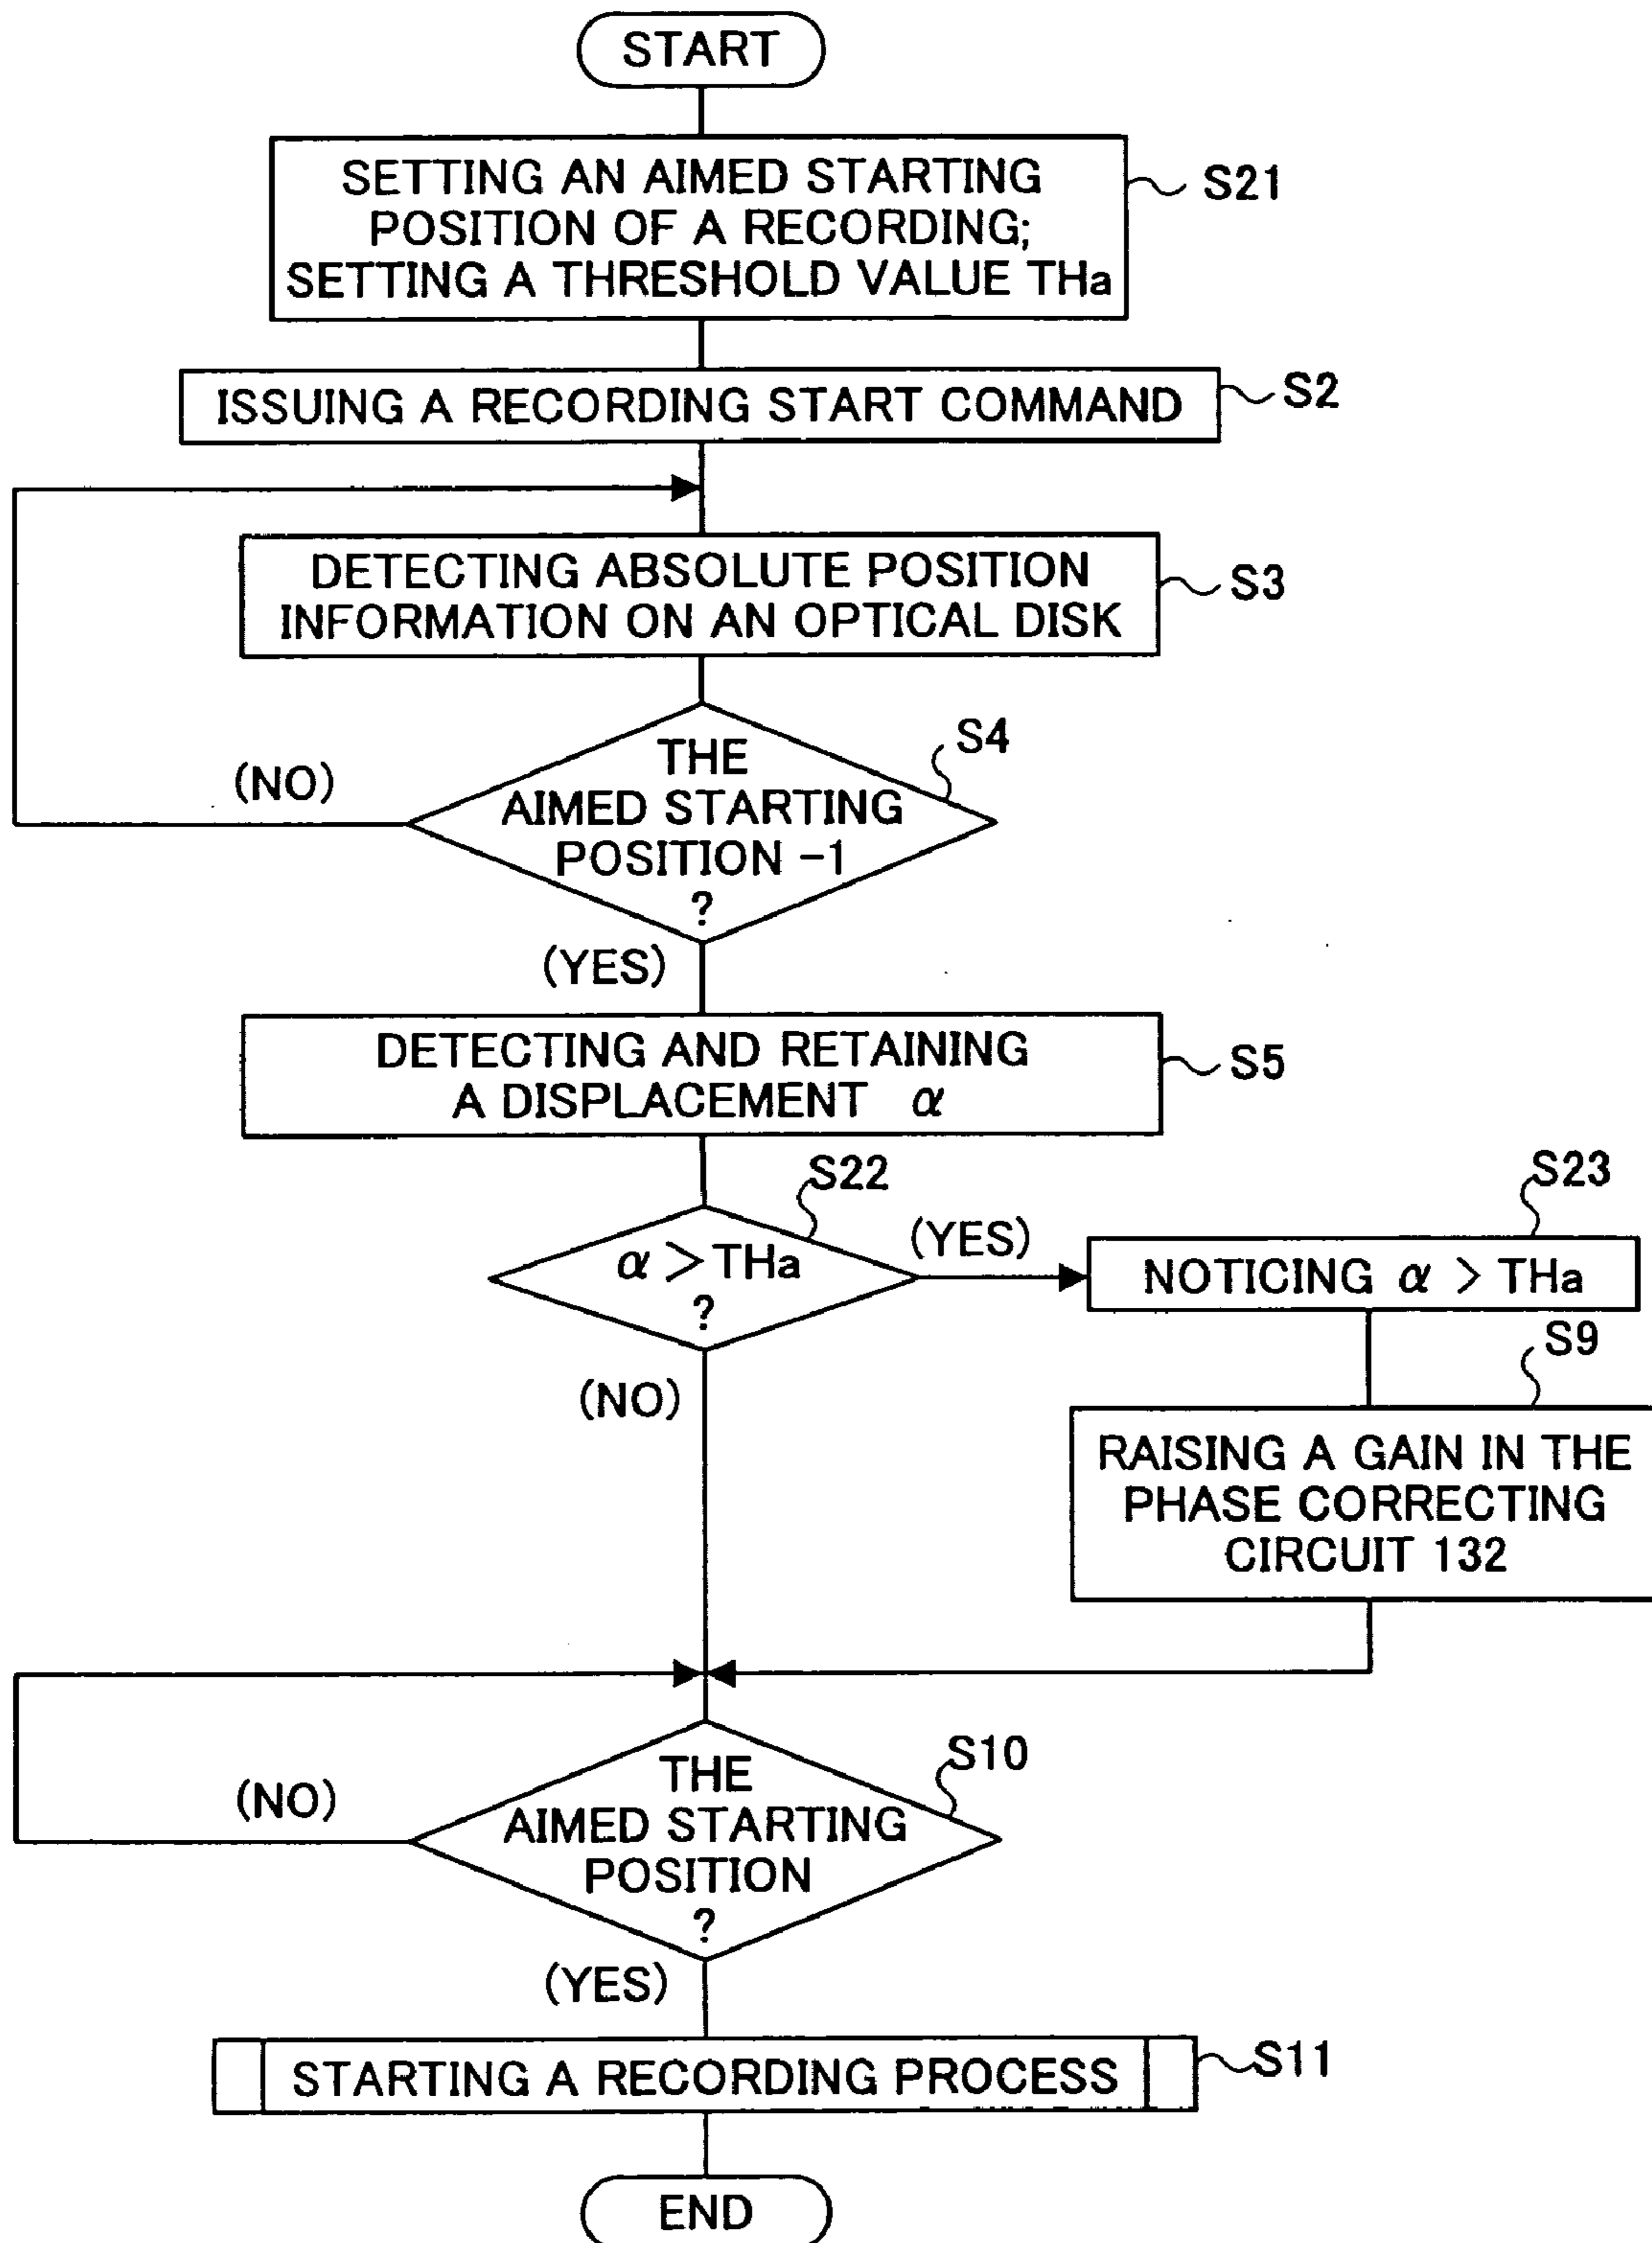 START
SETTING AN AIMED STARTING
POSITION OF A RECORDING;
SETTING A THRESHOLD VALUE THa
S21
ISSUING A RECORDING START COMMAND
S2
DETECTING ABSOLUTE POSITION
INFORMATION ON AN OPTICAL DISK
S3
S4
THE
AIMED STARTING
POSITION -1
?
(NO)
(YES)
DETECTING AND RETAINING
A DISPLACEMENT α
S5
S22
α > THa
?
(YES)
(NO)
S23
NOTICING α > THa
S9
RAISING A GAIN IN THE
PHASE CORRECTING
CIRCUIT 132
S10
THE
AIMED STARTING
POSITION
?
(NO)
(YES)
STARTING A RECORDING PROCESS
S11
END